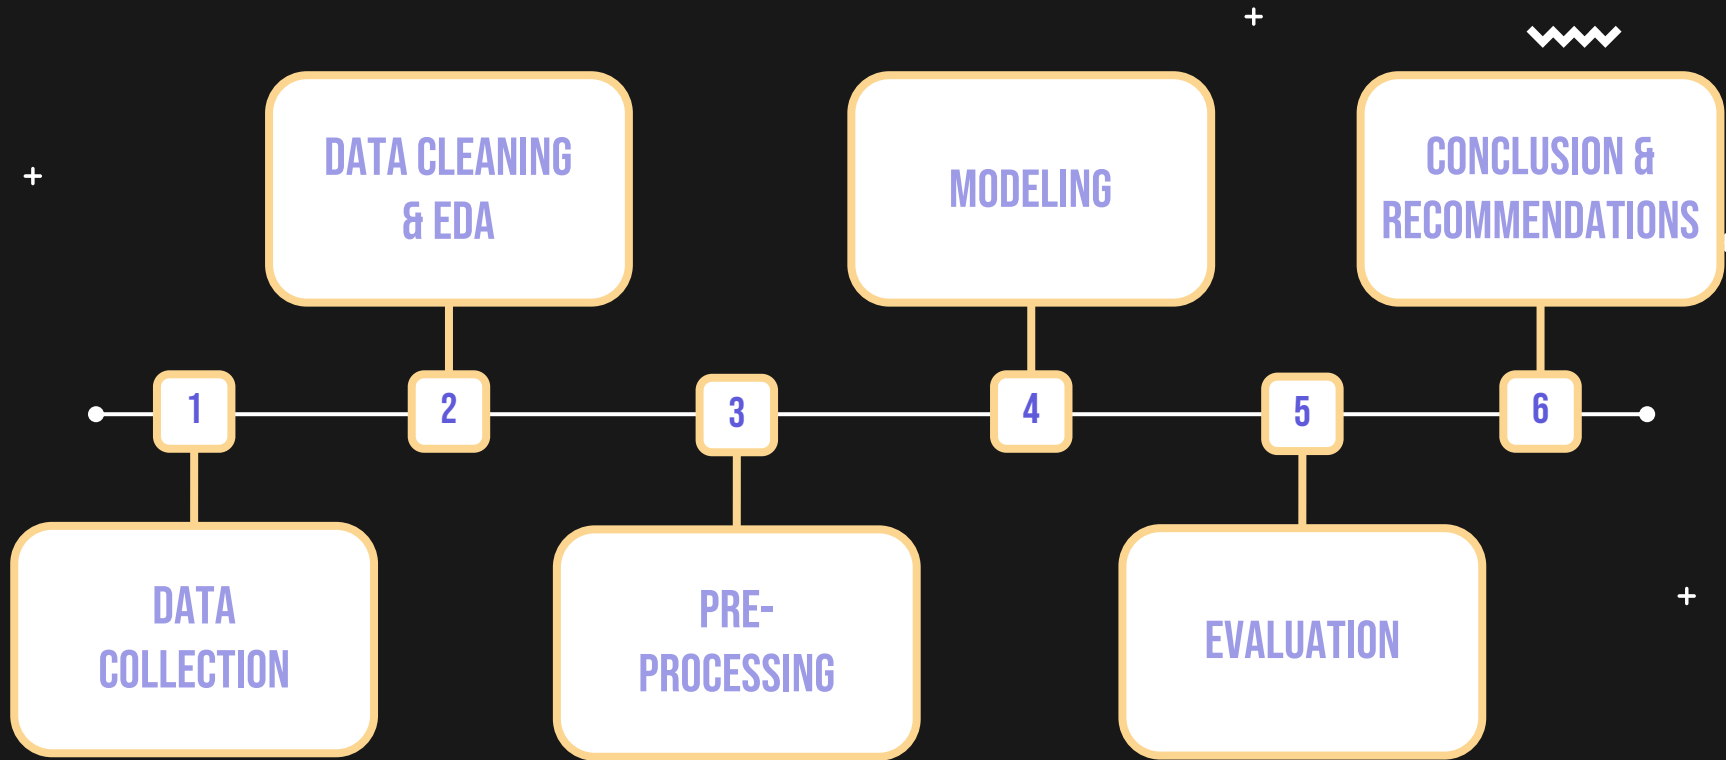 DATA CLEANING
& EDA
MODELING
CONCLUSION &
RECOMMENDATIONS
1
2
3
4
5
6
DATA
COLLECTION
PRE-
PROCESSING
EVALUATION